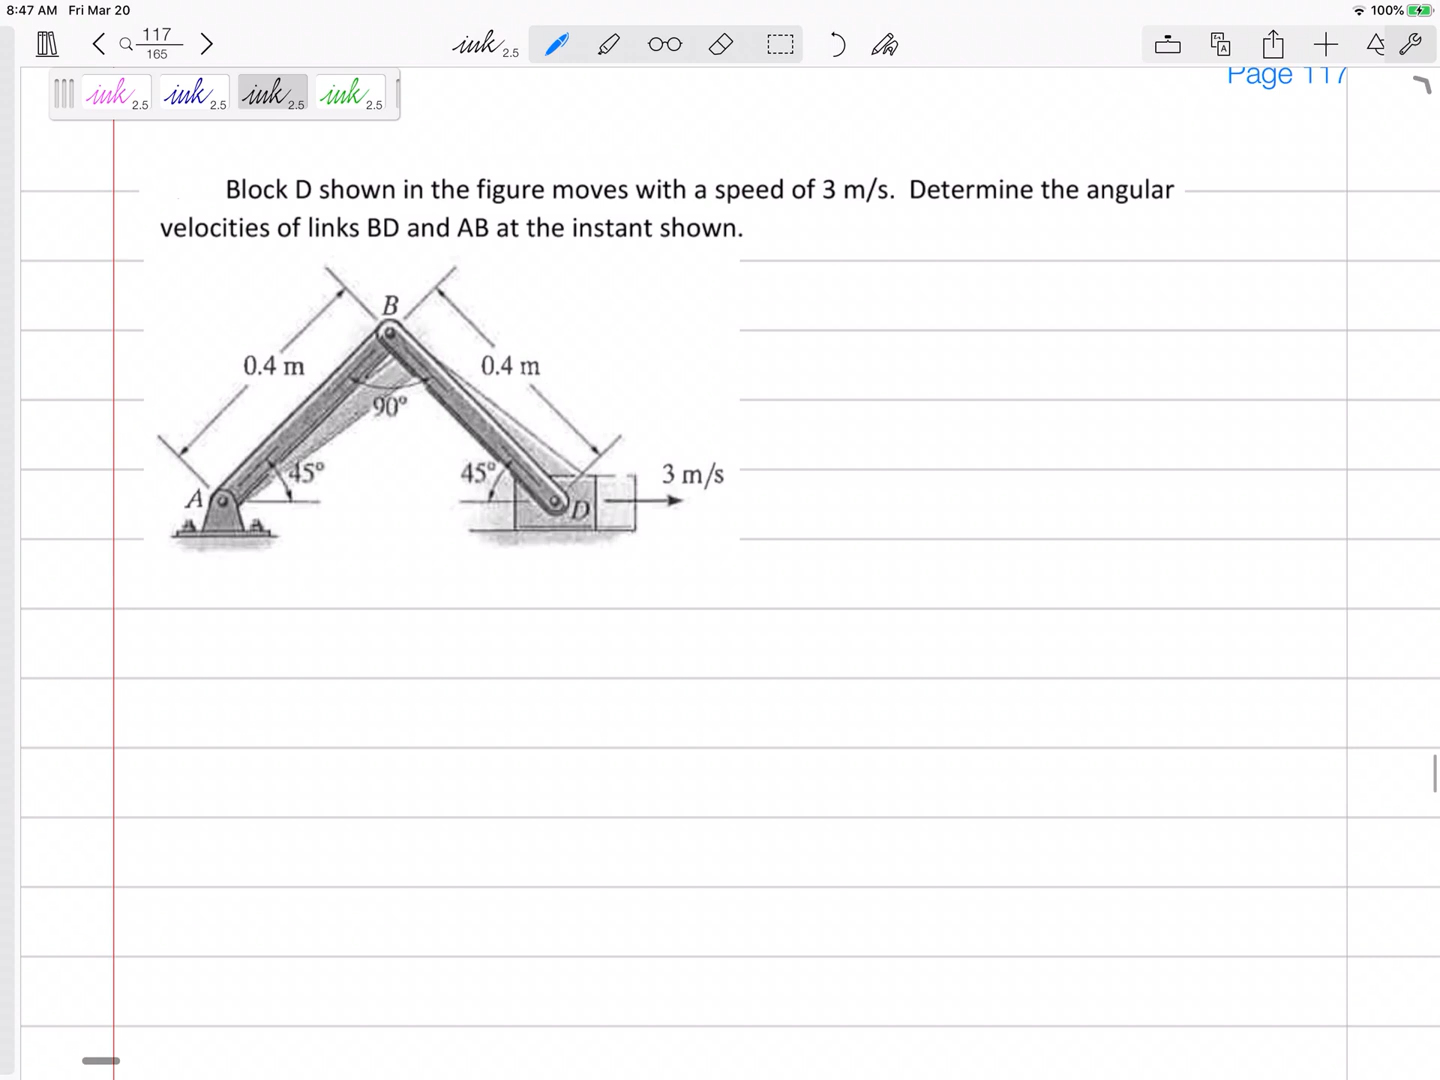 8:47 AM Fri Mar 20
100%
117
165
ink 2.5
ink 2.5
ink 2.5
ink 2.5
ink 2.5
Page 117
Block D shown in the figure moves with a speed of 3 m/s. Determine the angular
velocities of links BD and AB at the instant shown.
B
0.4 m
0.4 m
90°
45°
45°
3 m/s
A
D